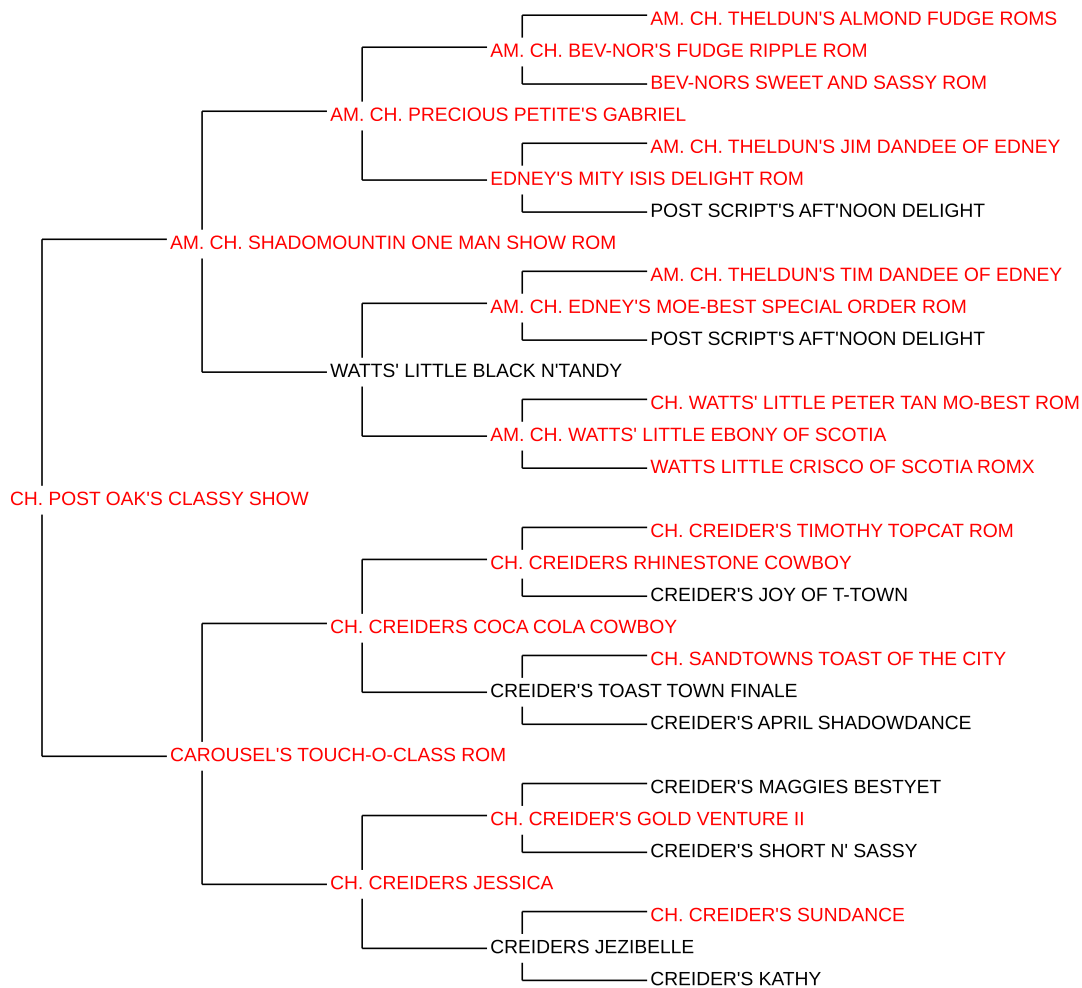 AM. CH. THELDUN'S ALMOND FUDGE ROMS
AM. CH. BEV-NOR'S FUDGE RIPPLE ROM
BEV-NORS SWEET AND SASSY ROM
AM. CH. PRECIOUS PETITE'S GABRIEL
AM. CH. THELDUN'S JIM DANDEE OF EDNEY
EDNEY'S MITY ISIS DELIGHT ROM
POST SCRIPT'S AFT'NOON DELIGHT
AM. CH. SHADOMOUNTIN ONE MAN SHOW ROM
AM. CH. THELDUN'S TIM DANDEE OF EDNEY
AM. CH. EDNEY'S MOE-BEST SPECIAL ORDER ROM
POST SCRIPT'S AFT'NOON DELIGHT
WATTS' LITTLE BLACK N'TANDY
CH. WATTS' LITTLE PETER TAN MO-BEST ROM
AM. CH. WATTS' LITTLE EBONY OF SCOTIA
WATTS LITTLE CRISCO OF SCOTIA ROMX
CH. POST OAK'S CLASSY SHOW
CH. CREIDER'S TIMOTHY TOPCAT ROM
CH. CREIDERS RHINESTONE COWBOY
CREIDER'S JOY OF T-TOWN
CH. CREIDERS COCA COLA COWBOY
CH. SANDTOWNS TOAST OF THE CITY
CREIDER'S TOAST TOWN FINALE
CREIDER'S APRIL SHADOWDANCE
CAROUSEL'S TOUCH-O-CLASS ROM
CREIDER'S MAGGIES BESTYET
CH. CREIDER'S GOLD VENTURE II
CREIDER'S SHORT N' SASSY
CH. CREIDERS JESSICA
CH. CREIDER'S SUNDANCE
CREIDERS JEZIBELLE
CREIDER'S KATHY